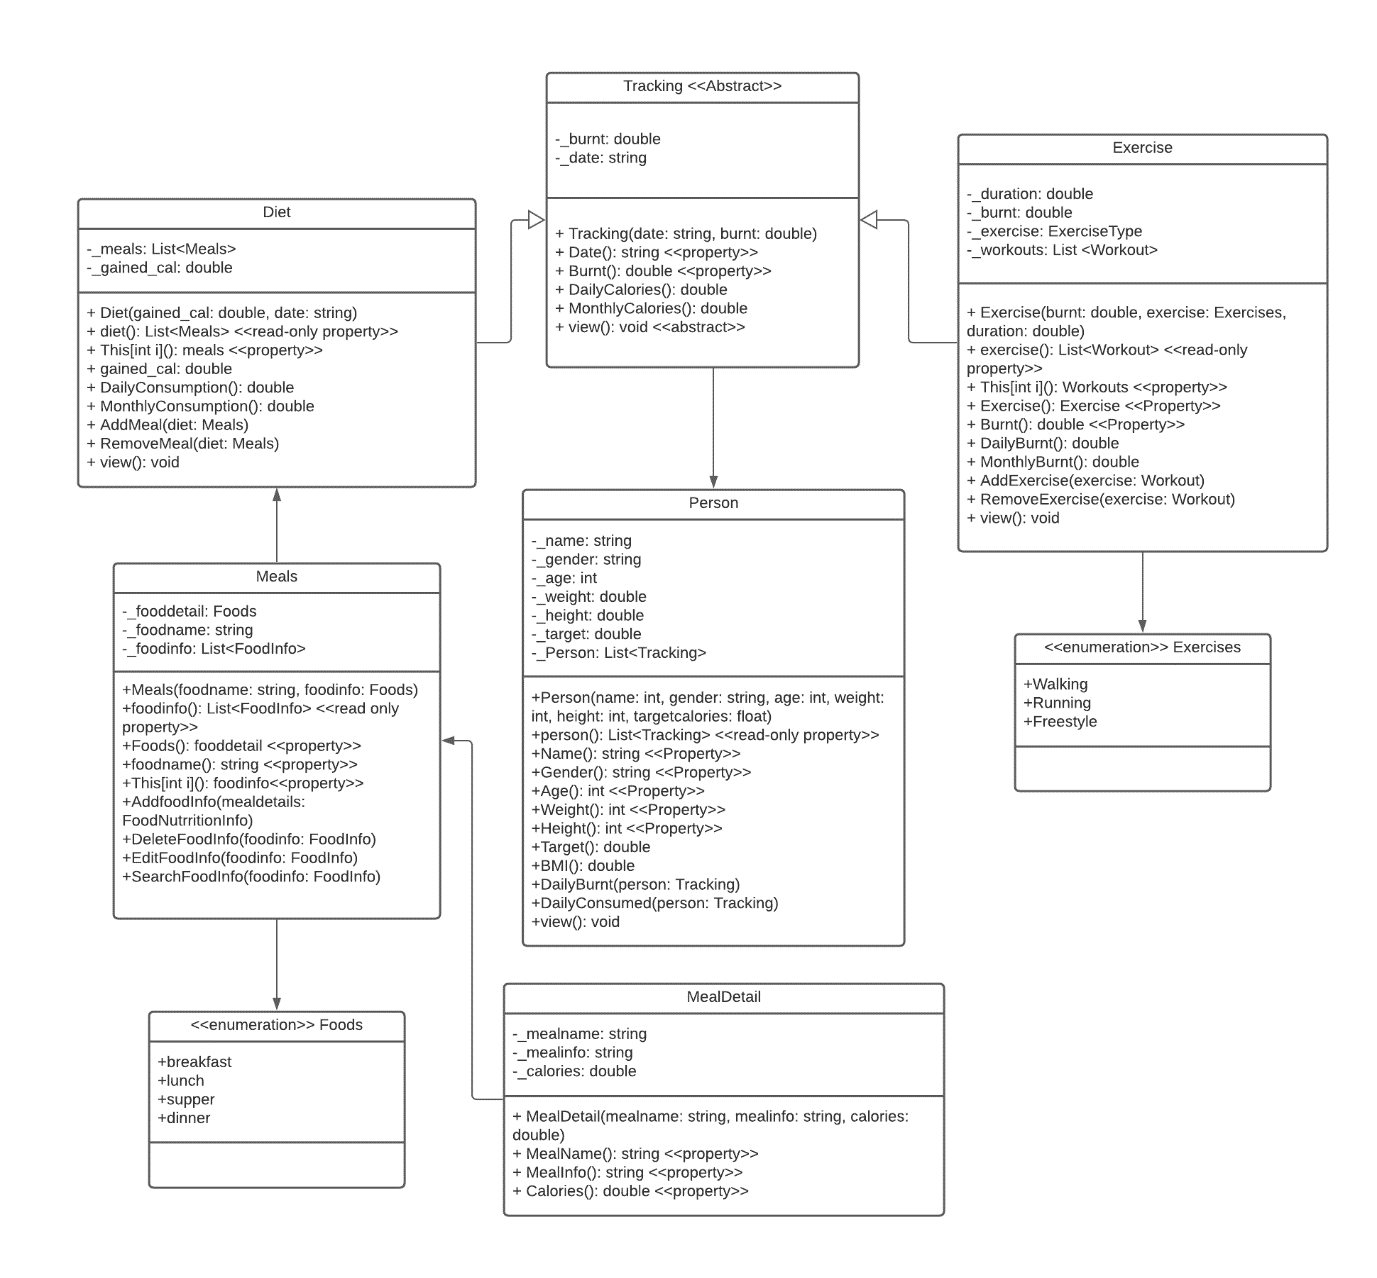 Tracking <<Abstract>>
-_burnt: double
-_date: string
+ Tracking(date: string, burnt: double)
+ Date(): string <<property>>
+ Burnt(): double <<property>>
+ DailyCalories(): double
+ MonthlyCalories(): double
+ view(): void <<abstract>>
Exercise
-_duration: double
-_burnt: double
-_exercise: ExerciseType
-_workouts: List <Workout>
+ Exercise(burnt: double, exercise: Exercises,
duration: double)
+ exercise(): List<Workout> <<read-only
property>>
+ This[int i](): Workouts <<property>>
+ Exercise(): Exercise <<Property>>
+ Burnt(): double <<Property>>
+ DailyBurnt(): double
+ MonthlyBurnt(): double
+ AddExercise(exercise: Workout)
+ RemoveExercise(exercise: Workout)
+ view(): void
Diet
-_meals: List<Meals>
-_gained_cal: double
+ Diet(gained_cal: double, date: string)
+ diet(): List<Meals> <<read-only property>>
+ This[int i](): meals <<property>>
+ gained_cal: double
+ DailyConsumption(): double
+ MonthlyConsumption(): double
+ AddMeal(diet: Meals)
+ RemoveMeal(diet: Meals)
+ view(): void
Person
-_name: string
-_gender: string
-_age: int
-_weight: double
-_height: double
-_target: double
-_Person: List<Tracking>
+Person(name: int, gender: string, age: int, weight:
int, height: int, targetcalories: float)
+person(): List<Tracking> <<read-only property>>
+Name(): string <<Property>>
+Gender(): string <<Property>>
+Age(): int <<Property>>
+Weight(): int <<Property>>
+Height(): int <<Property>>
+Target(): double
+BMI(): double
+DailyBurnt(person: Tracking)
+DailyConsumed(person: Tracking)
+view(): void
Meals
-_fooddetail: Foods
-_foodname: string
-_foodinfo: List<FoodInfo>
+Meals(foodname: string, foodinfo: Foods)
+foodinfo(): List<FoodInfo> <<read only
property>>
+Foods(): fooddetail <<property>>
+foodname(): string <<property>>
+This[int i](): foodinfo<<property>>
+AddfoodInfo(mealdetails:
FoodNutrritionInfo)
+DeleteFoodInfo(foodinfo: FoodInfo)
+EditFoodInfo(foodinfo: FoodInfo)
+SearchFoodInfo(foodinfo: FoodInfo)
<<enumeration>> Exercises
+Walking
+Running
+Freestyle
<<enumeration>> Foods
+breakfast
+lunch
+supper
+dinner
MealDetail
-_mealname: string
-_mealinfo: string
-_calories: double
+ MealDetail(mealname: string, mealinfo: string, calories:
double)
+ MealName(): string <<property>>
+ MealInfo(): string <<property>>
+ Calories(): double <<property>>